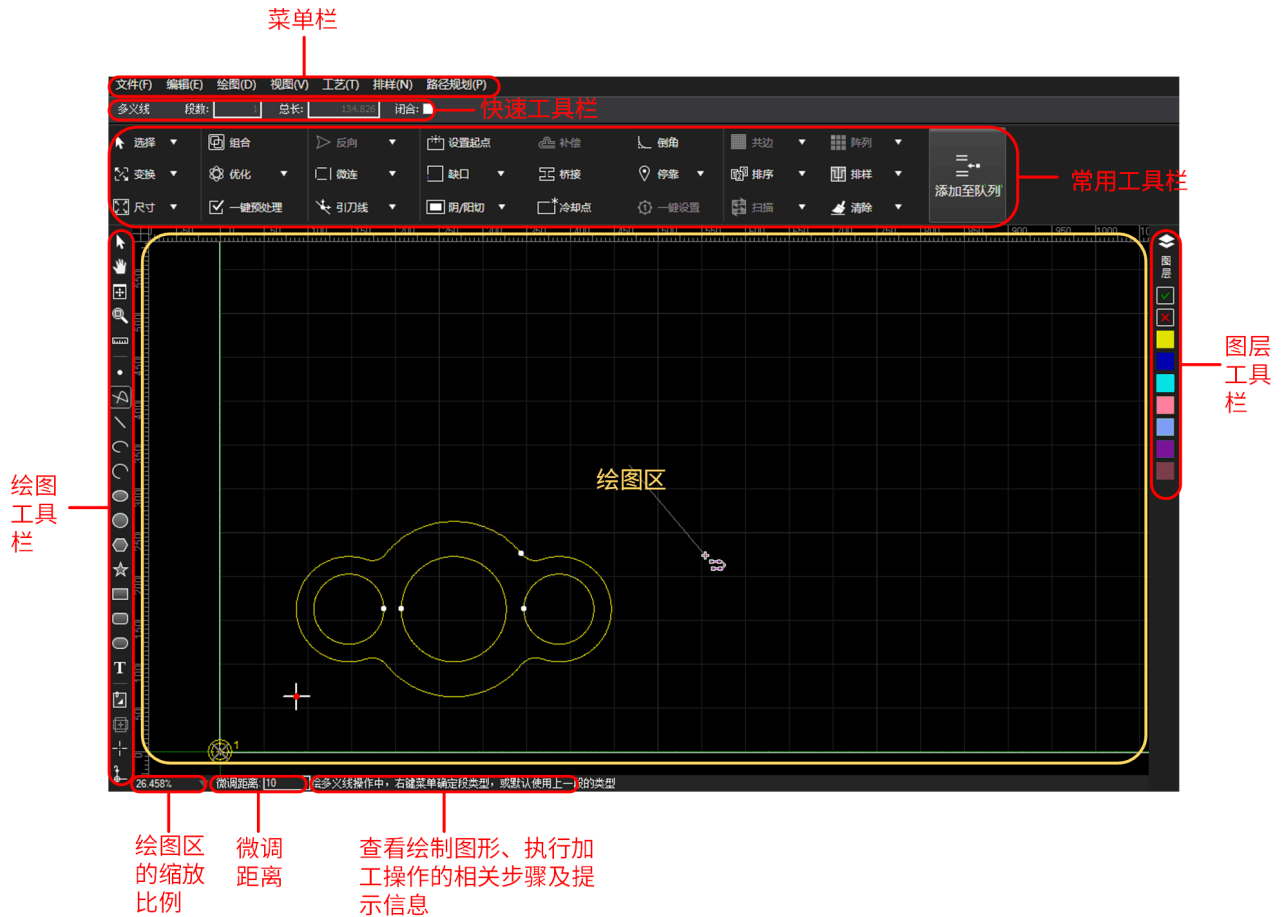 菜单栏
文件(F) 编辑(E) 绘图(D) 视图(V) 工艺(T) 排样(N) 路径规划(P)
多义线 段数: 1 总长: 134.826 闭合:
快速工具栏
选择 组合 反向 设置起点 补偿 倒角 共边 阵列
变换 优化 微连 缺口 桥接 停靠 排序 排样
添加至队列
尺寸 一键预处理 引刀线 阴/阳切 冷却点 一键设置 扫描 清除
常用工具栏
图
层
图层
工具
栏
绘图
工具
栏
绘图区
T
1
26.458% 微调距离: 10 绘多义线操作中，右键菜单确定段类型，或默认使用上一段的类型
绘图区
的缩放
比例
微调
距离
查看绘制图形、执行加
工操作的相关步骤及提
示信息